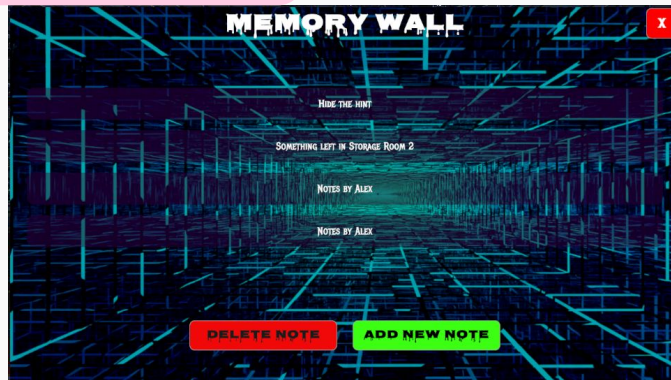 MEMORY WALL
X
Hide the hint
Something left in Storage Room 2
Notes by Alex
Notes by Alex
DELETE NOTE
ADD NEW NOTE